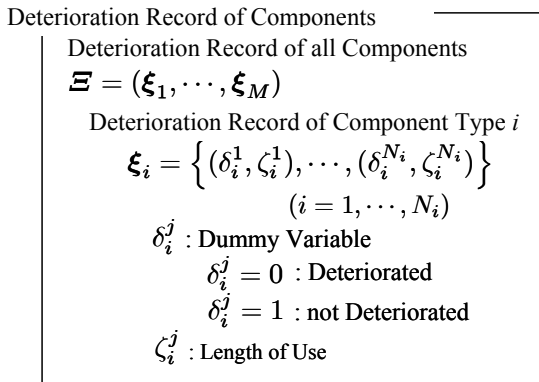 Deterioration Record of Components
Deterioration Record of all Components
Ξ = (ξ₁, ⋯, ξ_M)
Deterioration Record of Component Type i
ξ_i = {(δ_i^1, ζ_i^1), ⋯, (δ_i^{N_i}, ζ_i^{N_i})}
(i = 1, ⋯, N_i)
δ_i^j : Dummy Variable
δ_i^j = 0 : Deteriorated
δ_i^j = 1 : not Deteriorated
ζ_i^j : Length of Use